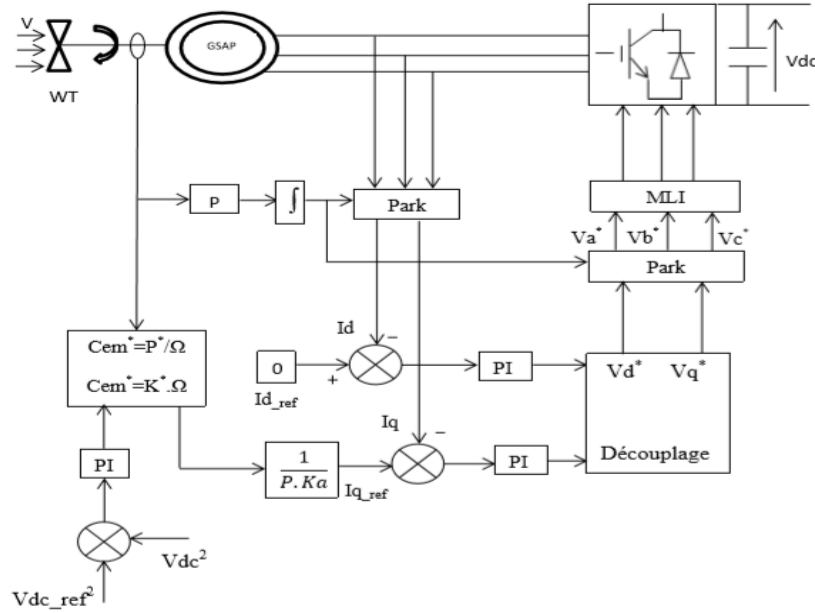 V
WT
GSAP
Vdc
P
∫
Park
MLI
Va* Vb* Vc*
Park
Cem*=P*/Ω
Cem*=K*.Ω
Id
−
0
+
Id_ref
PI
Vd* Vq*
Découplage
Iq
−
PI
1
P.Ka
Iq_ref
PI
Vdc²
Vdc_ref²